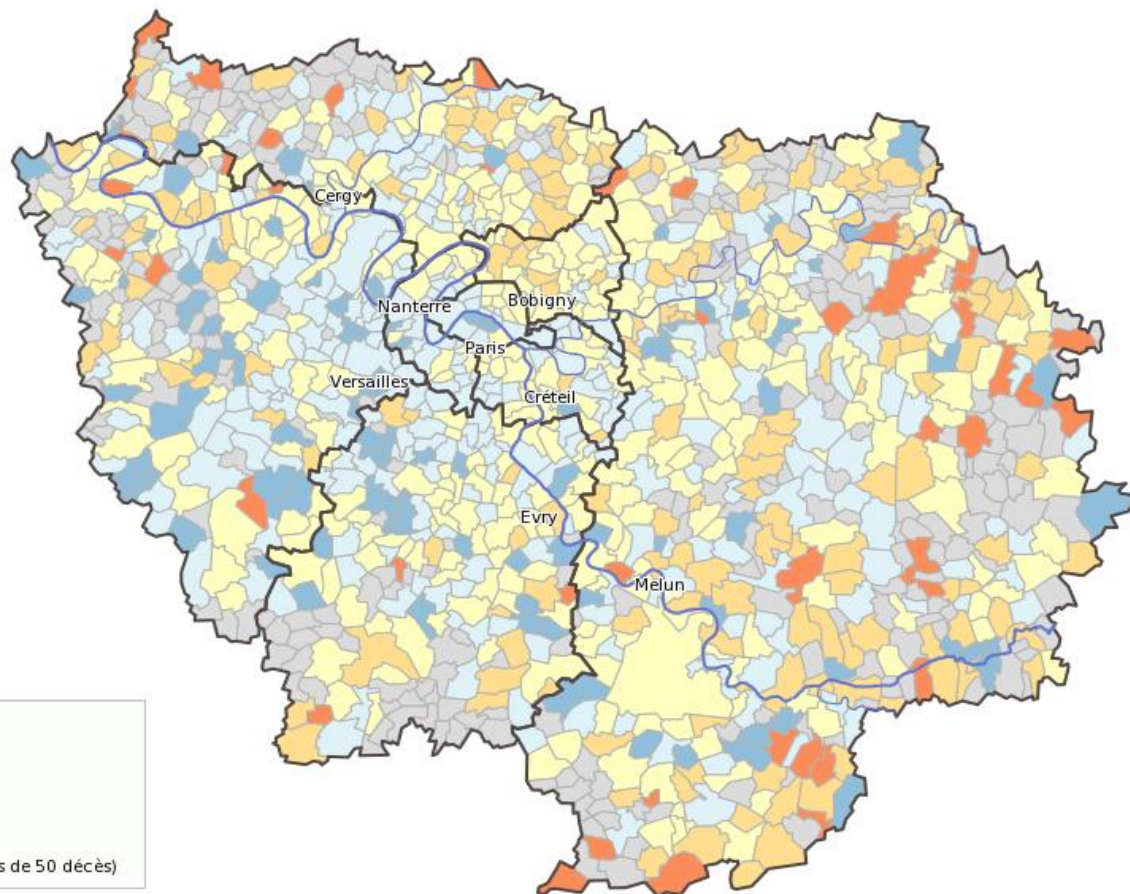 Cergy
Nanterre
Bobigny
Paris
Versailles
Créteil
Evry
Melun
de 50 décès)